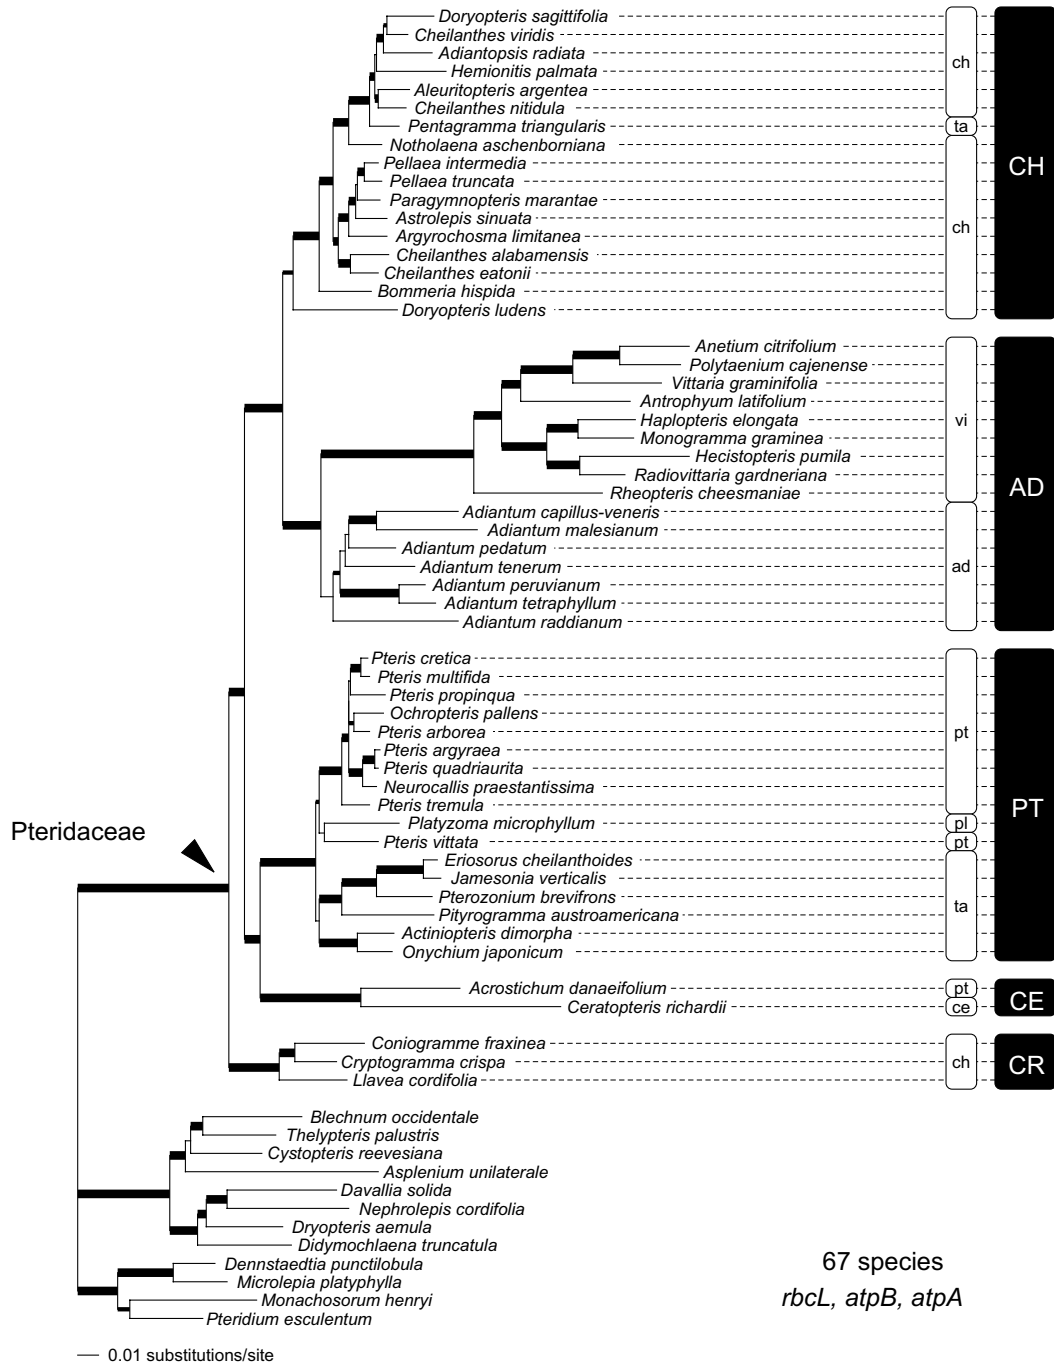 Doryopteris sagittifolia
Cheilanthes viridis
Adiantopsis radiata
Hemionitis palmata
ch
Aleuritopteris argentea
Cheilanthes nitidula
Pentagramma triangularis
ta
Notholaena aschenborniana
Pellaea intermedia
CH
Pellaea truncata
Paragymnopteris marantae
Astrolepis sinuata
ch
Argyrochosma limitanea
Cheilanthes alabamensis
Cheilanthes eatonii
Bommeria hispida
Doryopteris ludens
Anetium citrifolium
Polytaenium cajenense
Vittaria graminifolia
Antrophyum latifolium
Haplopteris elongata
vi
Monogramma graminea
Hecistopteris pumila
Radiovittaria gardneriana
AD
Rheopteris cheesmaniae
Adiantum capillus-veneris
Adiantum malesianum
Adiantum pedatum
Adiantum tenerum
ad
Adiantum peruvianum
Adiantum tetraphyllum
Adiantum raddianum
Pteris cretica
Pteris multifida
Pteris propinqua
Ochropteris pallens
Pteris arborea
pt
Pteris argyraea
Pteris quadriaurita
Neurocallis praestantissima
Pteris tremula
PT
Platyzoma microphyllum
pl
Pteridaceae
Pteris vittata
pt
Eriosorus cheilanthoides
Jamesonia verticalis
Pterozonium brevifrons
ta
Pityrogramma austroamericana
Actiniopteris dimorpha
Onychium japonicum
Acrostichum danaeifolium
pt
CE
Ceratopteris richardii
ce
Coniogramme fraxinea
Cryptogramma crispa
ch
CR
Llavea cordifolia
Blechnum occidentale
Thelypteris palustris
Cystopteris reevesiana
Asplenium unilaterale
Davallia solida
Nephrolepis cordifolia
Dryopteris aemula
Didymochlaena truncatula
Dennstaedtia punctilobula
67 species
Microlepia platyphylla
Monachosorum henryi
rbcL, atpB, atpA
Pteridium esculentum
0.01 substitutions/site